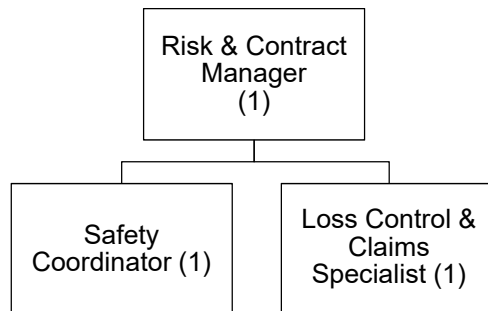 Risk & Contract
Manager
(1)
Safety
Coordinator (1)
Loss Control &
Claims
Specialist (1)